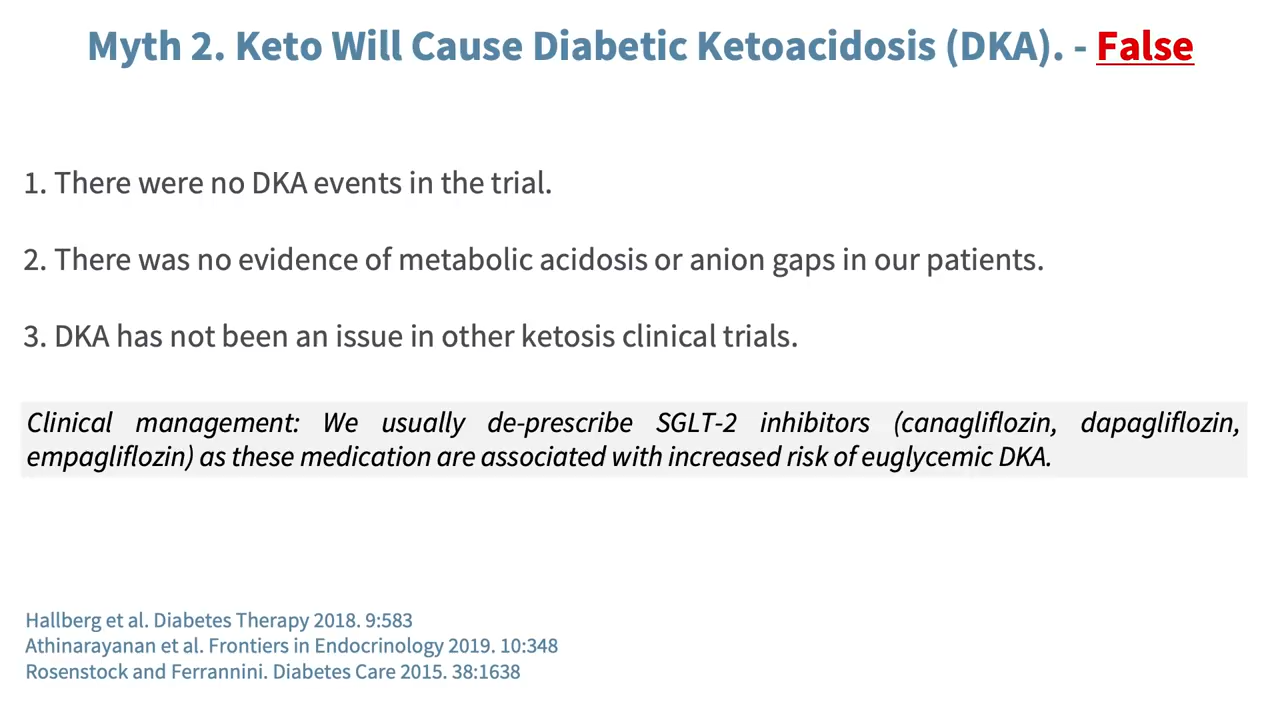 Myth 2. Keto Will Cause Diabetic Ketoacidosis (DKA). - False
1. There were no DKA events in the trial.
2. There was no evidence of metabolic acidosis or anion gaps in our patients.
3. DKA has not been an issue in other ketosis clinical trials.
Clinical management: We usually de-prescribe SGLT-2 inhibitors (canagliflozin, dapagliflozin,
empagliflozin) as these medication are associated with increased risk of euglycemic DKA.
Hallberg et al. Diabetes Therapy 2018. 9:583
Athinarayanan et al. Frontiers in Endocrinology 2019. 10:348
Rosenstock and Ferrannini. Diabetes Care 2015. 38:1638